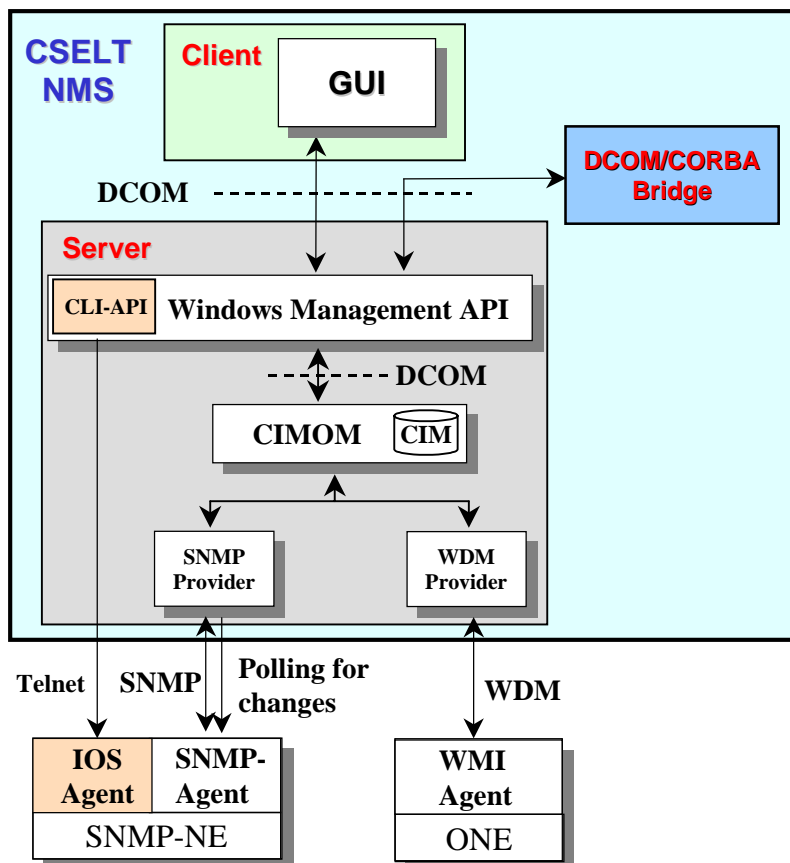 CSELT
NMS
Client
GUI
DCOM
DCOM/CORBA
Bridge
Server
CLI-API
Windows Management API
DCOM
CIMOM
CIM
SNMP
Provider
WDM
Provider
Telnet
SNMP
Polling for
changes
WDM
IOS
Agent
SNMP-
Agent
SNMP-NE
WMI
Agent
ONE